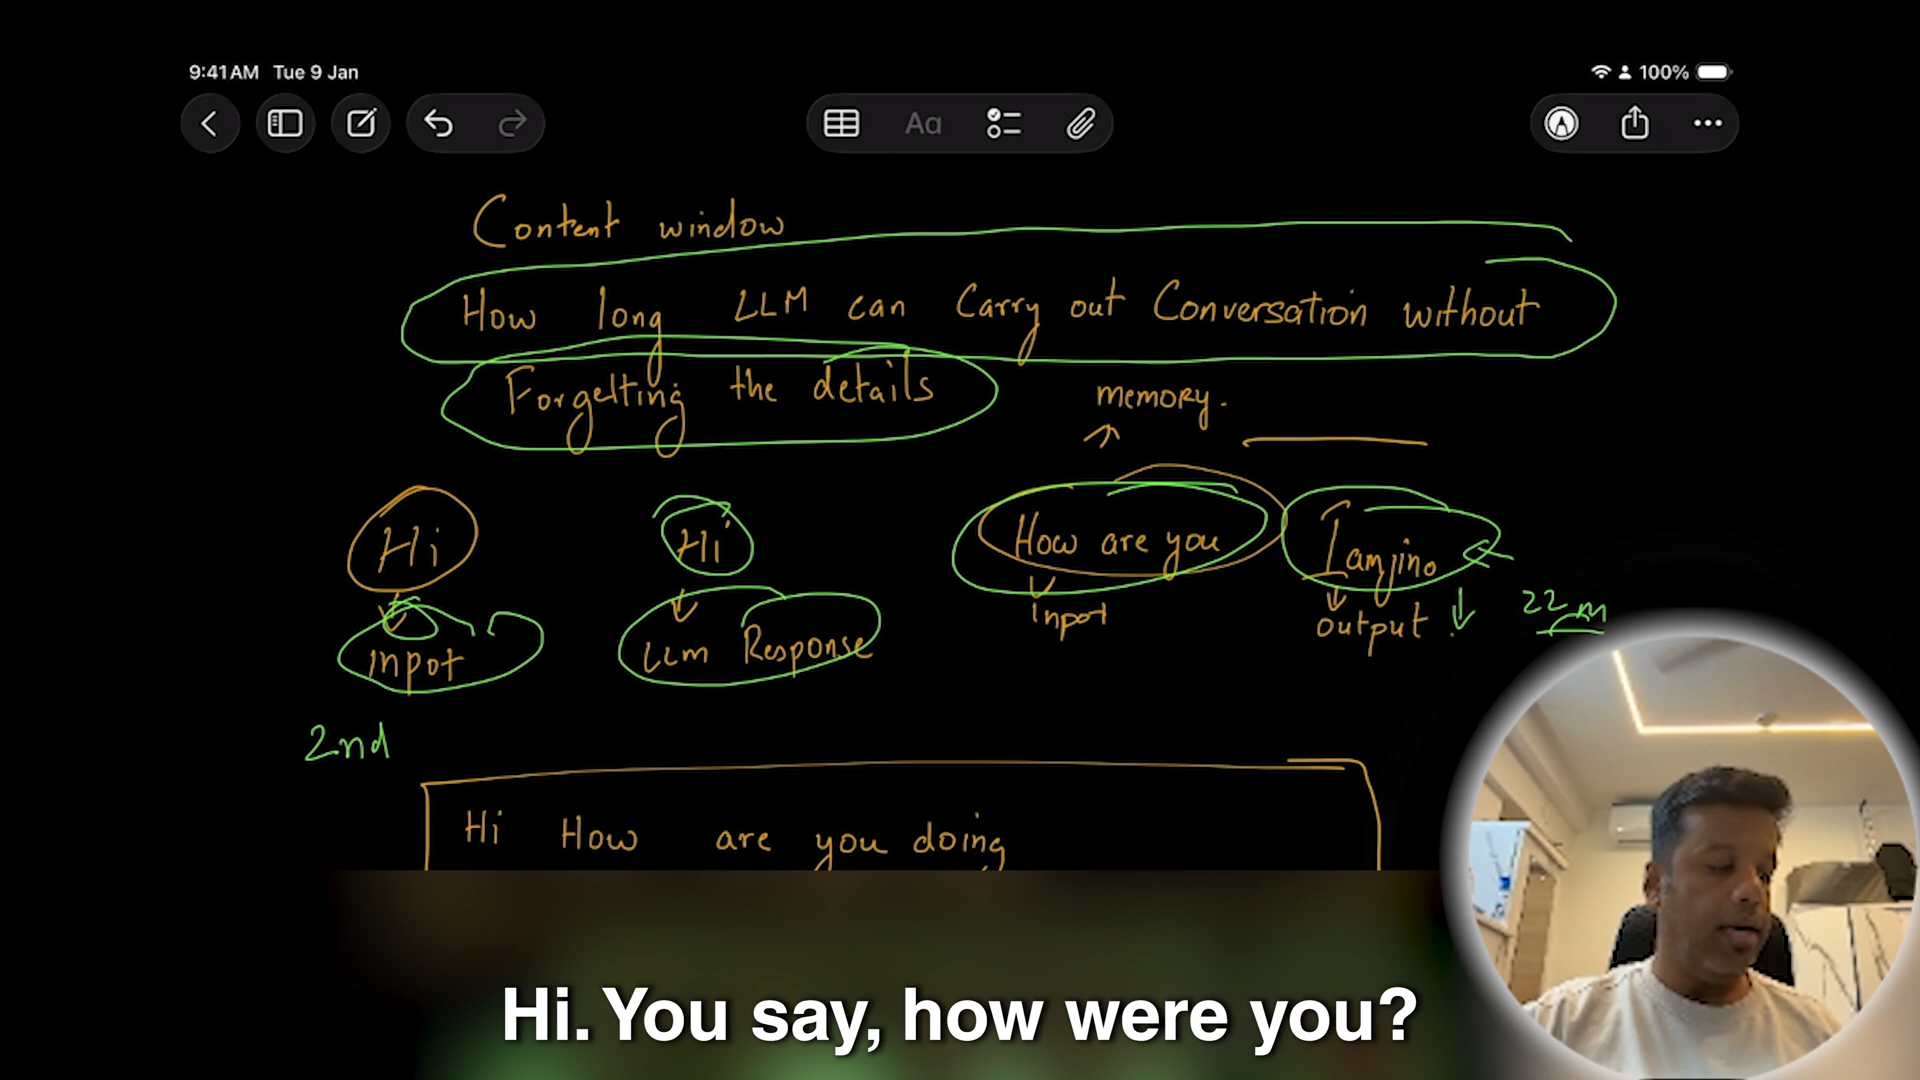 9:41 AM Tue 9 Jan
100%
Aa
Content window
How long LLM can Carry out Conversation without
Forgetting the details
memory.
Hi
Hi
How are you
I am jino
Input
LLm Response
Input
output
22m
2nd
Hi How are you doing
Hi. You say, how were you?